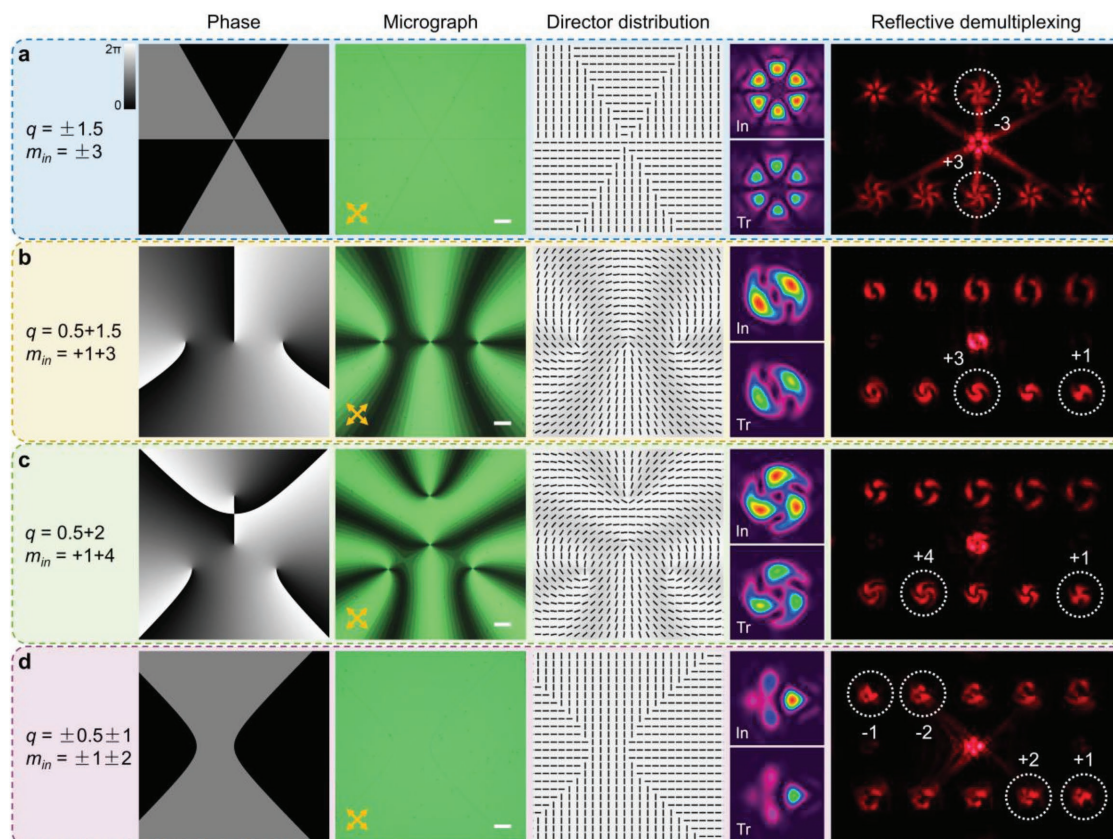 Phase Micrograph Director distribution Reflective demultiplexing
a
2π
0
q = ±1.5
m_in = ±3
In
Tr
-3
+3
b
q = 0.5+1.5
m_in = +1+3
In
Tr
+3
+1
c
q = 0.5+2
m_in = +1+4
In
Tr
+4
+1
d
q = ±0.5±1
m_in = ±1±2
In
Tr
-1
-2
+2
+1